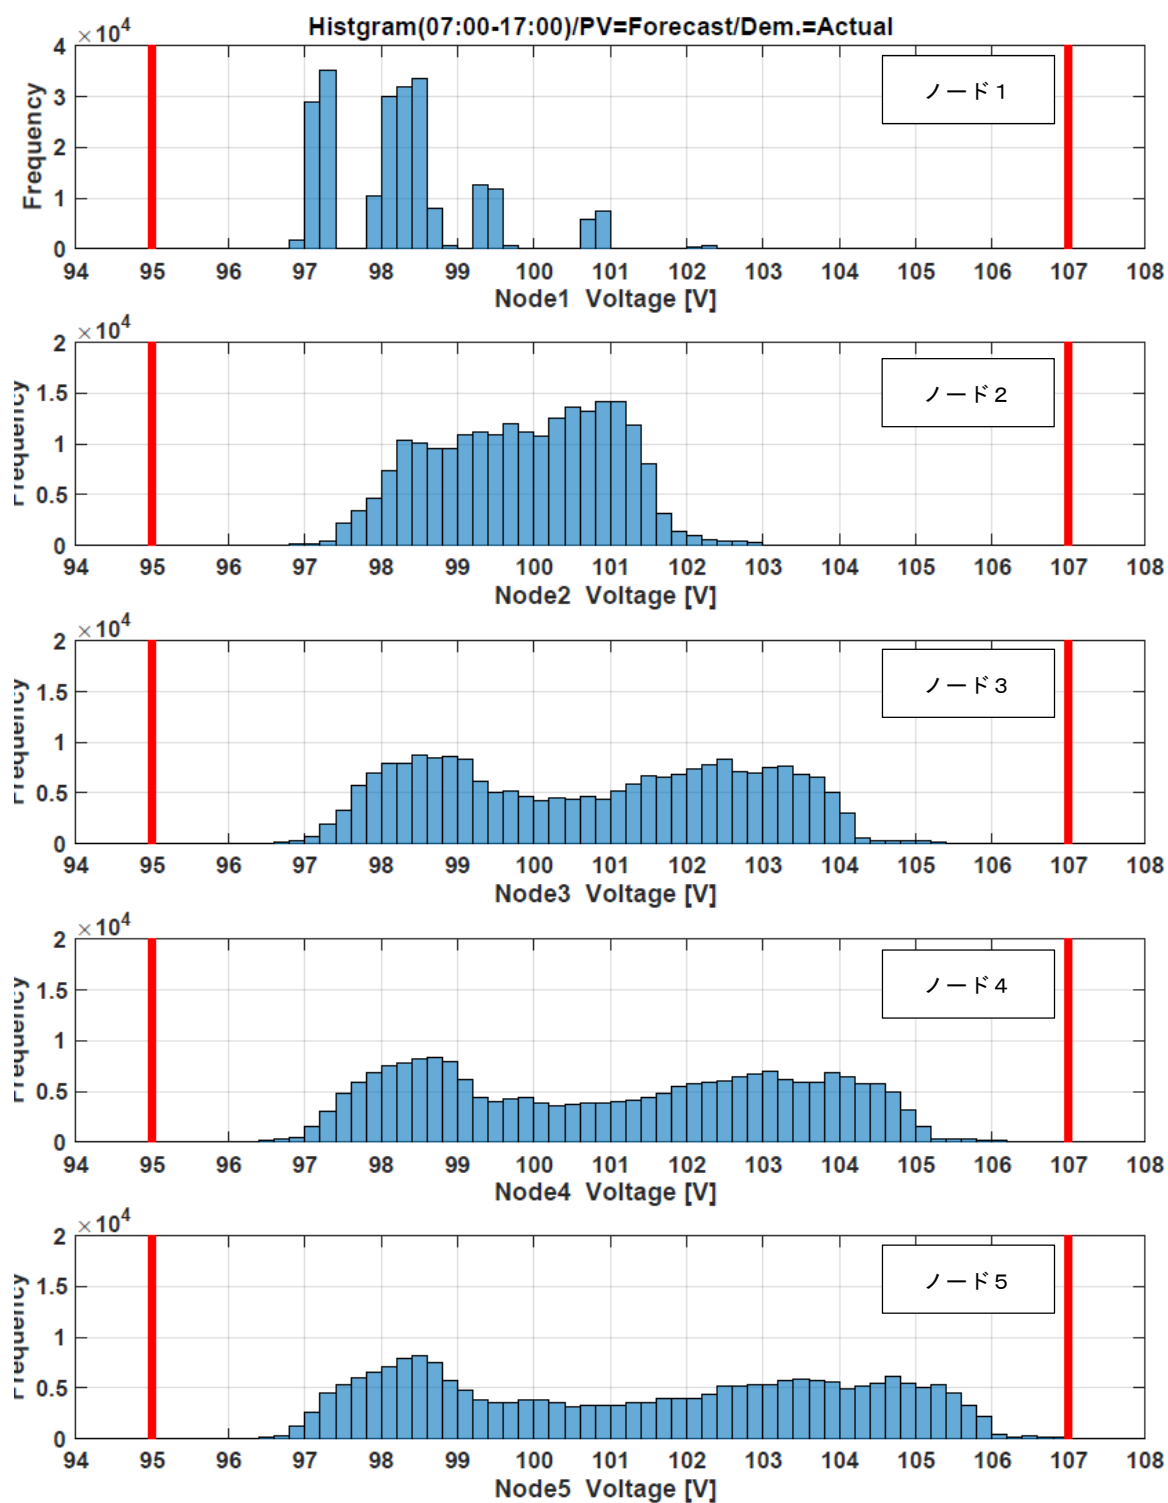 Histgram(07:00-17:00)/PV=Forecast/Dem.=Actual
×10⁴
4
3
2
1
0
Frequency
ノード１
94 95 96 97 98 99 100 101 102 103 104 105 106 107 108
Node1 Voltage [V]
×10⁴
2
1.5
1
0.5
0
Frequency
ノード２
94 95 96 97 98 99 100 101 102 103 104 105 106 107 108
Node2 Voltage [V]
×10⁴
2
1.5
1
0.5
0
Frequency
ノード３
94 95 96 97 98 99 100 101 102 103 104 105 106 107 108
Node3 Voltage [V]
×10⁴
2
1.5
1
0.5
0
Frequency
ノード４
94 95 96 97 98 99 100 101 102 103 104 105 106 107 108
Node4 Voltage [V]
×10⁴
2
1.5
1
0.5
0
Frequency
ノード５
94 95 96 97 98 99 100 101 102 103 104 105 106 107 108
Node5 Voltage [V]